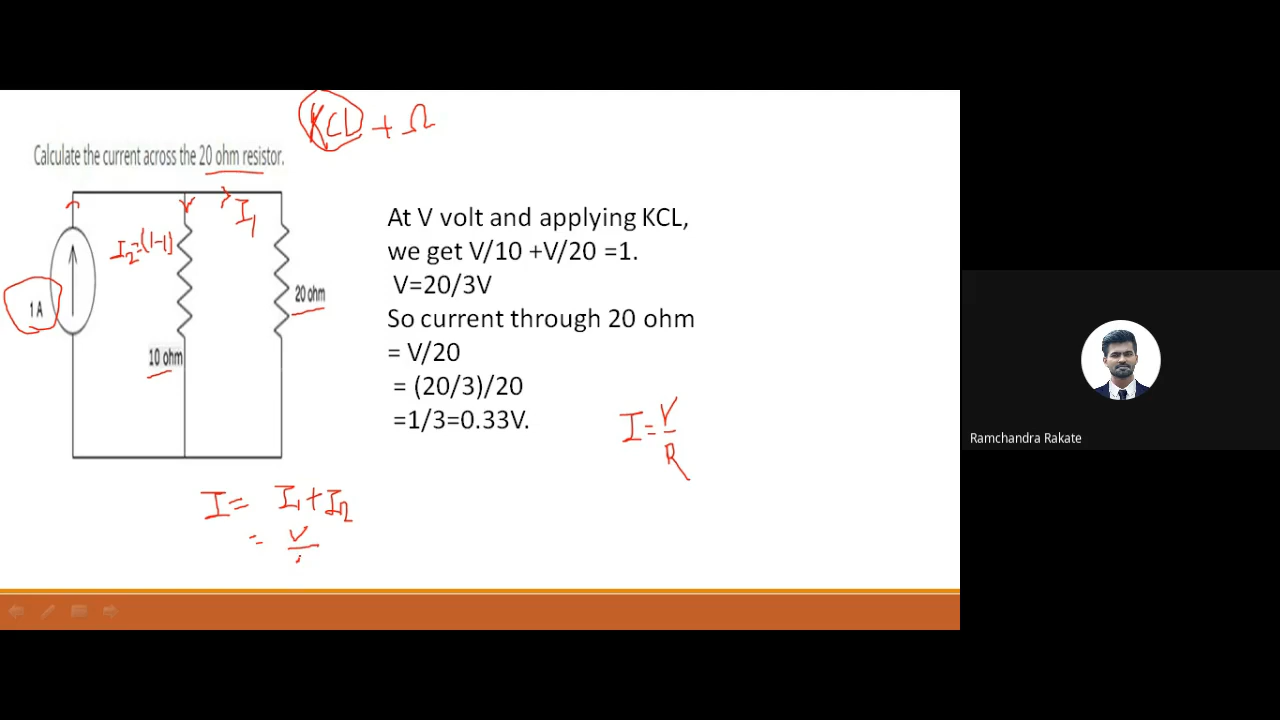 KCL + Ω
Calculate the current across the 20 ohm resistor.
I1
I2=(1-1)
1 A
20 ohm
10 ohm
At V volt and applying KCL,
we get V/10 +V/20 =1.
V=20/3V
So current through 20 ohm
= V/20
= (20/3)/20
=1/3=0.33V.
I=V/R
I= I1+I2
= V
Ramchandra Rakate